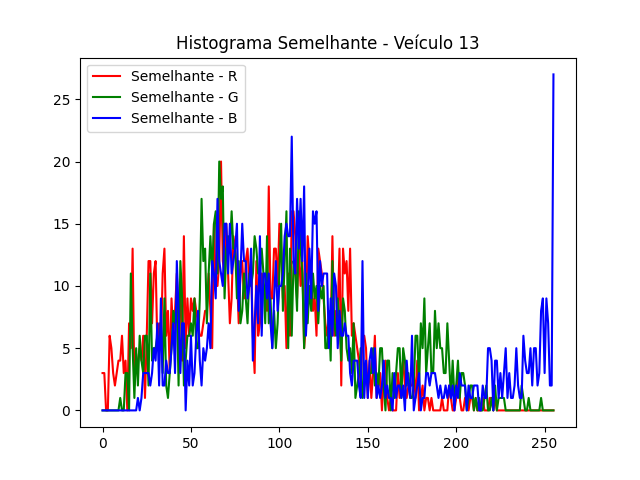 Histograma Semelhante - Veículo 13
Semelhante - R
Semelhante - G
Semelhante - B
25
20
15
10
5
0
0 50 100 150 200 250